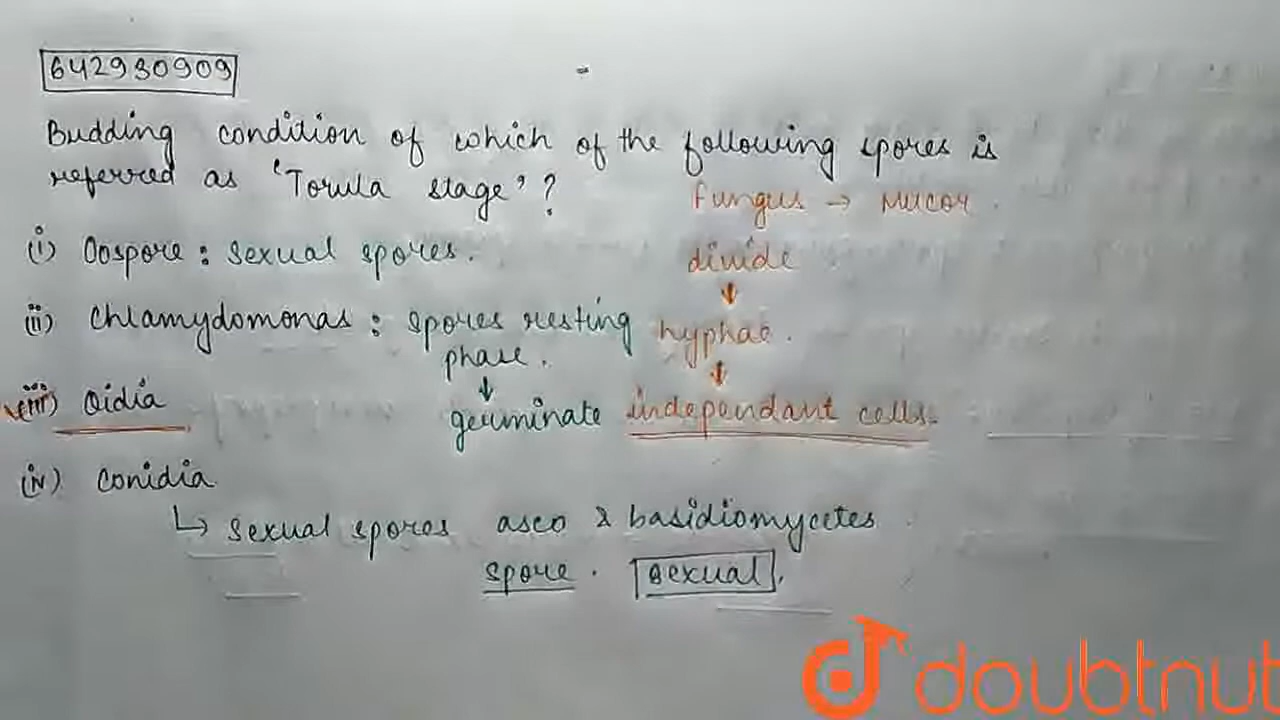 642930909
Budding condition of which of the following spores is
referred as 'Torula stage'?
fungus → Mucor.
(i) Oospore : sexual spores.
divide
↓
(ii) Chlamydomonas : spores resting
phase.
hyphae.
↓
↓
(iii) Oidia
germinate
independant cells.
(iv) Conidia
↳ sexual spores asco & basidiomycetes
spore. sexual.
doubtnut